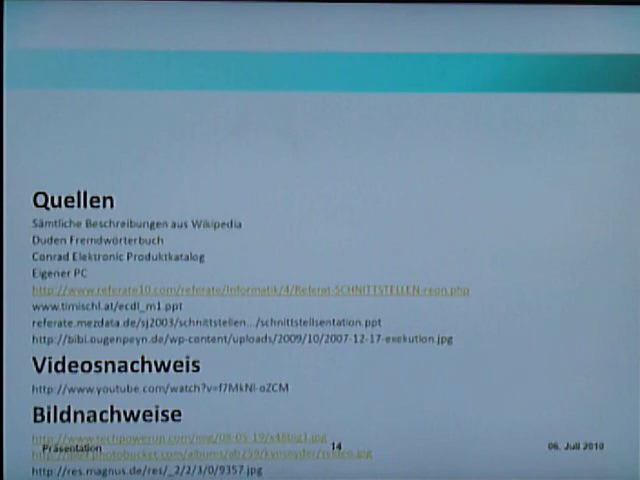 Quellen
Sämtliche Beschreibungen aus Wikipedia
Duden Fremdwörterbuch
Conrad Elektronic Produktkatalog
Eigener PC
http://www.referate10.com/referate/Informatik/4/Referat-SCHNITTSTELLEN-reon.php
www.timischl.at/ecdl_m1.ppt
referate.mezdata.de/sj2003/schnittstellen.../schnittstellsentation.ppt
http://bibi.ougenpeyn.de/wp-content/uploads/2009/10/2007-12-17-exekution.jpg
Videosnachweis
http://www.youtube.com/watch?v=f7MkNl-oZCM
Bildnachweise
Präsentation
14
06. Juli 2010
http://res.magnus.de/res/_2/2/3/0/9357.jpg